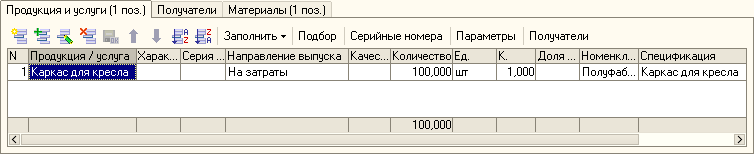 Продукция и услуги (1 поз.) Получатели Материалы (1 поз.)
Заполнить Подбор Серийные номера Параметры Получатели
N Продукция / услуга Харак... Серия ... Направление выпуска Качес... Количество Ед. К. Доля ... Номенкл... Спецификация
1 Каркас для кресла На затраты 100,000 шт 1,000 Полуфаб... Каркас для кресла
100,000